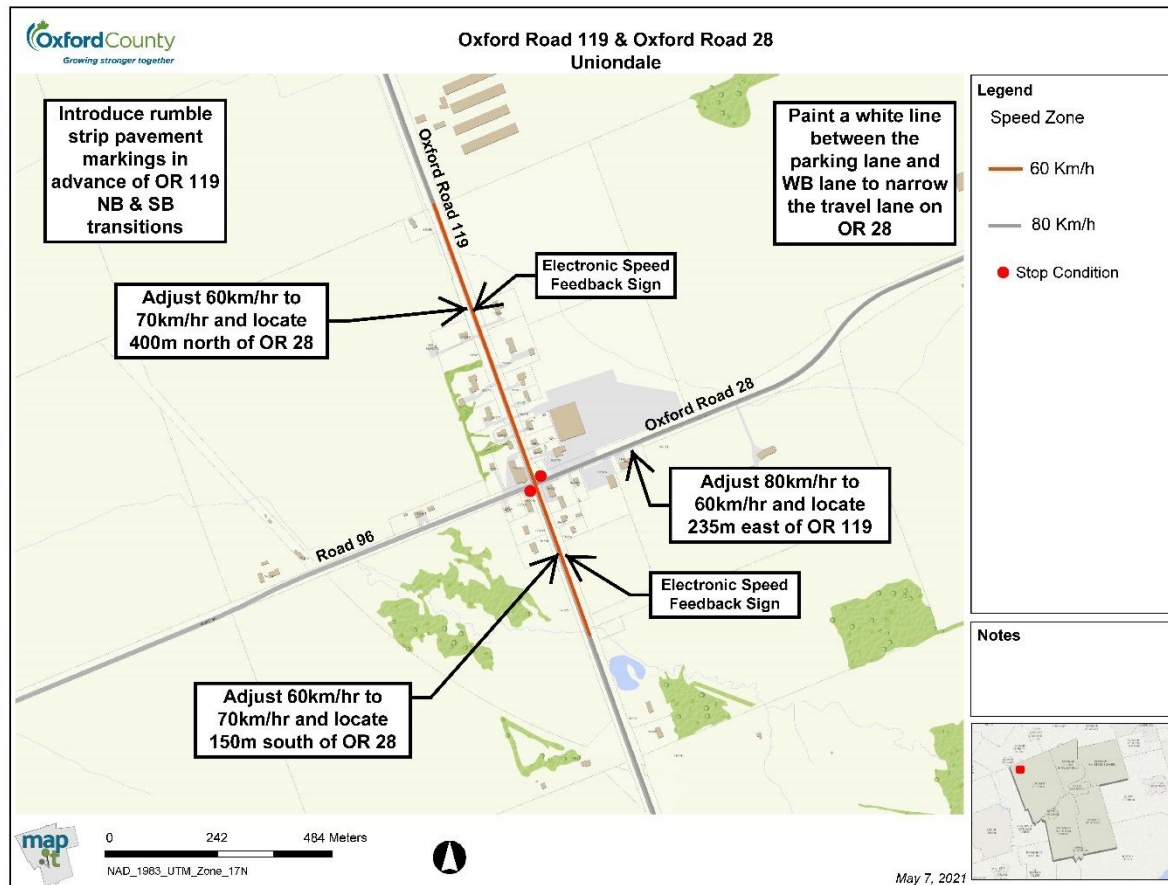 OxfordCounty
Growing stronger together
Oxford Road 119 & Oxford Road 28
Uniondale
Introduce rumble
strip pavement
markings in
advance of OR 119
NB & SB
transitions
Paint a white line
between the
parking lane and
WB lane to narrow
the travel lane on
OR 28
Oxford Road 119
Electronic Speed
Feedback Sign
Adjust 60km/hr to
70km/hr and locate
400m north of OR 28
Oxford Road 28
Adjust 80km/hr to
60km/hr and locate
235m east of OR 119
Road 96
Electronic Speed
Feedback Sign
Adjust 60km/hr to
70km/hr and locate
150m south of OR 28
Legend
Speed Zone
60 Km/h
80 Km/h
Stop Condition
Notes
map
it
0 242 484 Meters
NAD_1983_UTM_Zone_17N
May 7, 2021